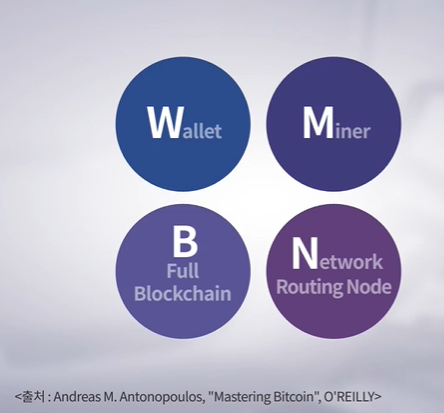 Wallet
Miner
B
Full
Blockchain
Network
Routing Node
<출처 : Andreas M. Antonopoulos, "Mastering Bitcoin", O'REILLY>